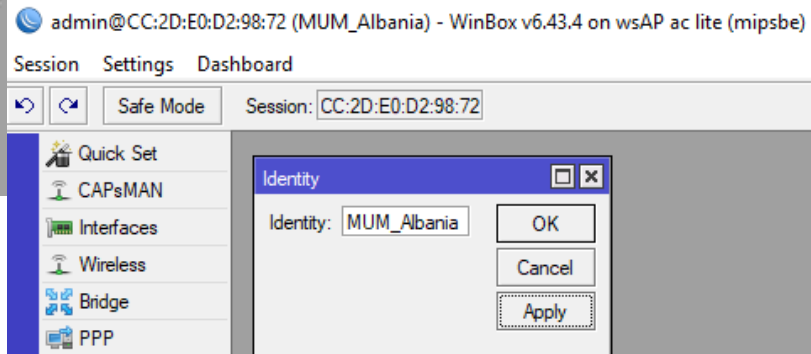 admin@CC:2D:E0:D2:98:72 (MUM_Albania) - WinBox v6.43.4 on wsAP ac lite (mipsbe)
Session Settings Dashboard
Safe Mode Session: CC:2D:E0:D2:98:72
Quick Set
CAPsMAN
Interfaces
Wireless
Bridge
PPP
Identity
Identity: MUM_Albania OK
Cancel
Apply